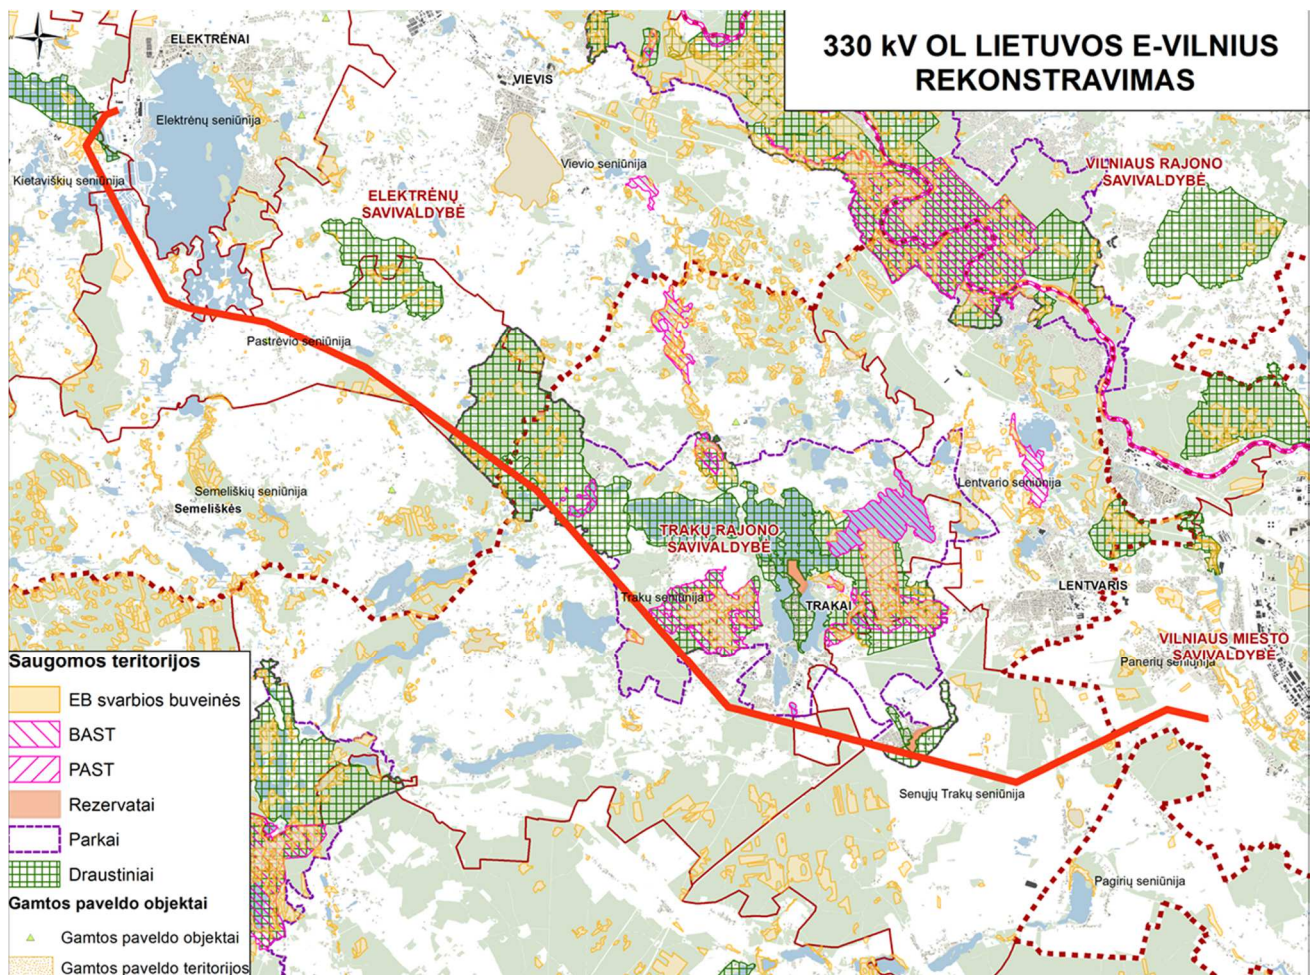 330 kV OL LIETUVOS E-VILNIUS
REKONSTRAVIMAS
ELEKTRĖNAI
VIEVIS
Elektrėnų seniūnija
Vievio seniūnija
Kietaviškių seniūnija
VILNIAUS RAJONO
SAVIVALDYBĖ
ELEKTRĖNŲ
SAVIVALDYBĖ
Pastrėvio seniūnija
Semeliškių seniūnija
Semeliškės
Lentvario seniūnija
TRAKŲ RAJONO
SAVIVALDYBĖ
LENTVARIS
Trakų seniūnija
TRAKAI
VILNIAUS MIESTO
SAVIVALDYBĖ
Panerių seniūnija
Senųjų Trakų seniūnija
Pagirių seniūnija
Saugomos teritorijos
EB svarbios buveinės
BAST
PAST
Rezervatai
Parkai
Draustiniai
Gamtos paveldo objektai
Gamtos paveldo objektai
Gamtos paveldo teritorijos